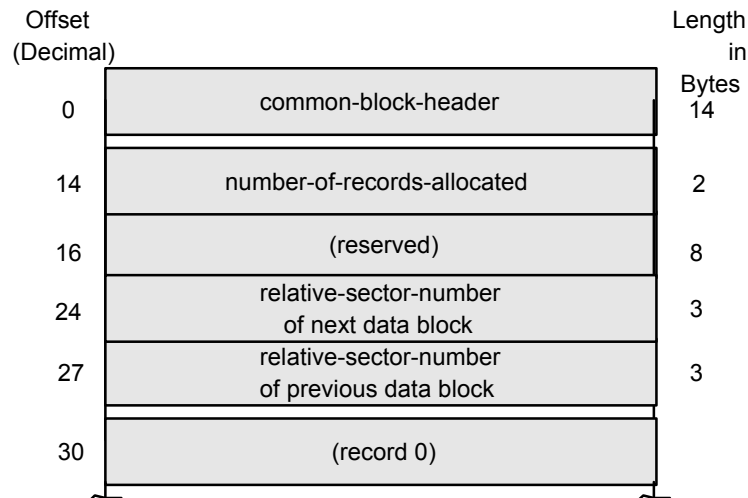 Offset
(Decimal)
Length
in
Bytes
0
common-block-header
14
14
number-of-records-allocated
2
16
(reserved)
8
24
relative-sector-number
of next data block
3
27
relative-sector-number
of previous data block
3
30
(record 0)